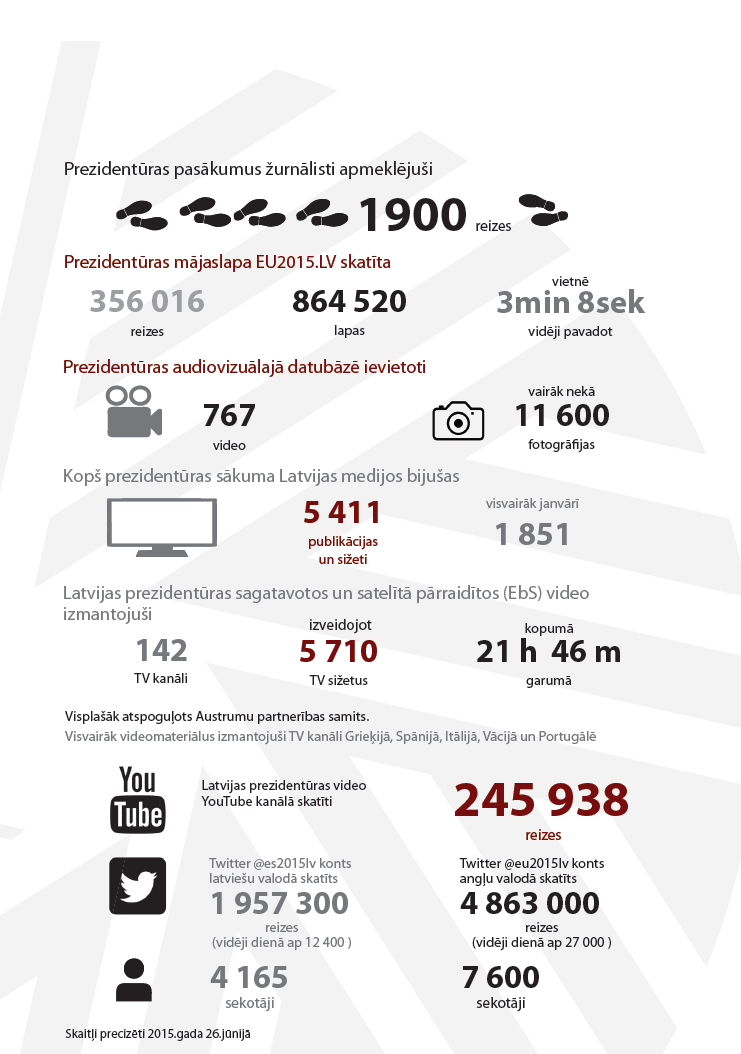 Prezidentūras pasākumus žurnālisti apmeklējuši
1900 reizes
Prezidentūras mājaslapa EU2015.LV skatīta
356 016
reizes
864 520
lapas
vietnē
3min 8sek
vidēji pavadot
Prezidentūras audiovizuālajā datubāzē ievietoti
767
video
vairāk nekā
11 600
fotogrāfijas
Kopš prezidentūras sākuma Latvijas medijos bijušas
5 411
publikācijas
un sižeti
visvairāk janvārī
1 851
Latvijas prezidentūras sagatavotos un satelītā pārraidītos (EbS) video
izmantojuši
142
TV kanāli
izveidojot
5 710
TV sižetus
kopumā
21 h 46 m
garumā
Visplašāk atspoguļots Austrumu partnerības samits.
Visvairāk videomateriālus izmantojuši TV kanāli Grieķijā, Spānijā, Itālijā, Vācijā un Portugālē
You
Tube
Latvijas prezidentūras video
YouTube kanālā skatīti
245 938
reizes
Twitter @es2015lv konts
latviešu valodā skatīts
1 957 300
reizes
(vidēji dienā ap 12 400 )
Twitter @eu2015lv konts
angļu valodā skatīts
4 863 000
reizes
(vidēji dienā ap 27 000 )
4 165
sekotāji
7 600
sekotāji
Skaitļi precizēti 2015.gada 26.jūnijā